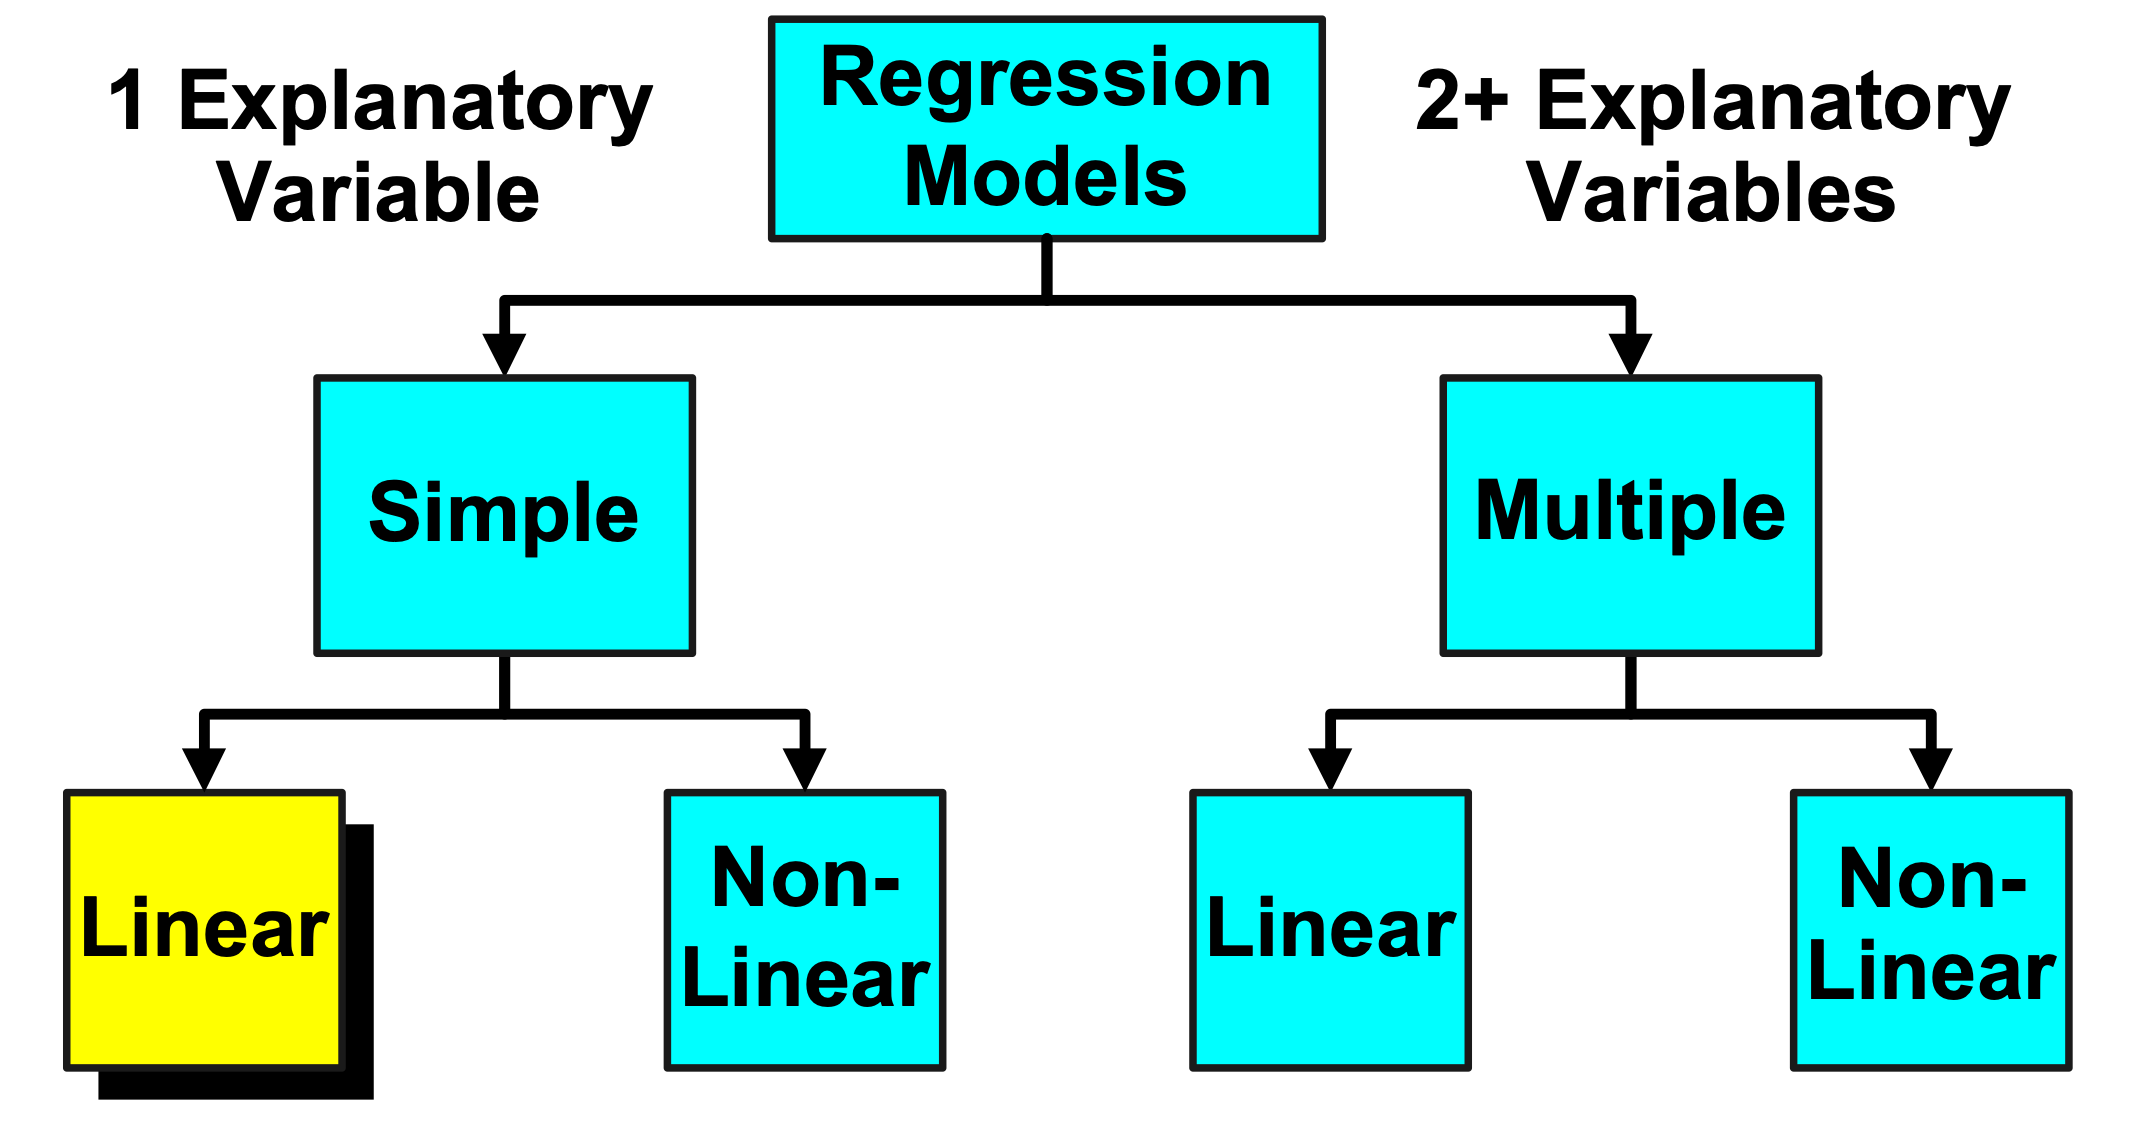 1 Explanatory
Variable
Regression
Models
2+ Explanatory
Variables
Simple
Multiple
Linear
Non-
Linear
Linear
Non-
Linear